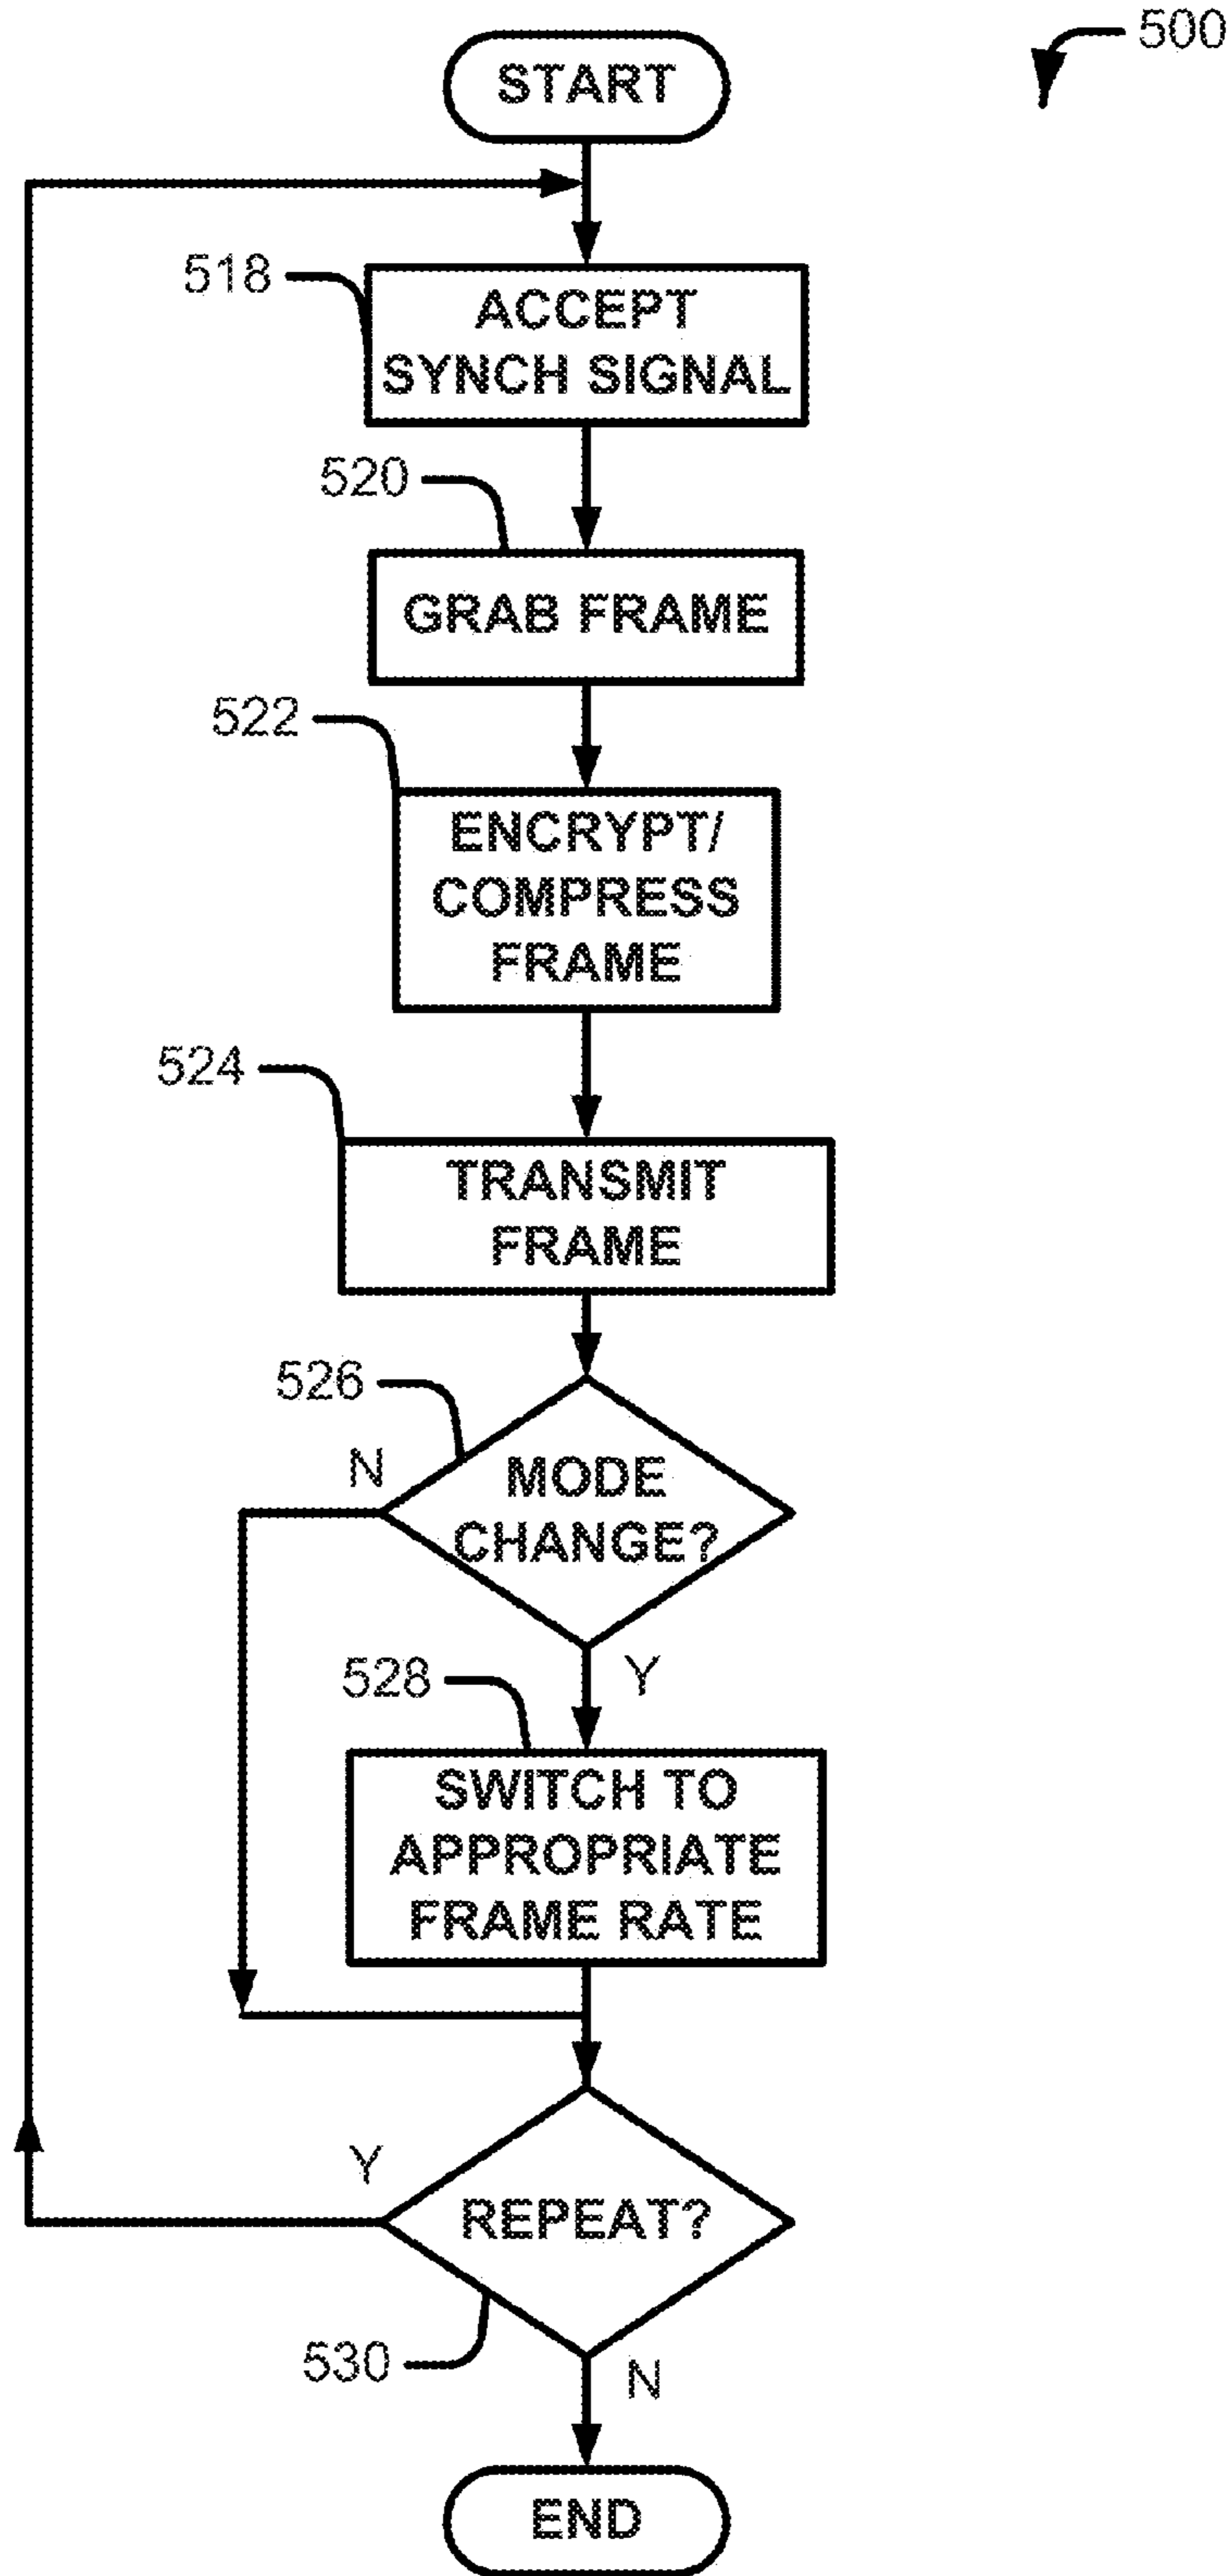 500
START
518
ACCEPT
SYNCH SIGNAL
520
GRAB FRAME
522
ENCRYPT/
COMPRESS
FRAME
524
TRANSMIT
FRAME
526
N
MODE
CHANGE?
Y
528
SWITCH TO
APPROPRIATE
FRAME RATE
Y
REPEAT?
530
N
END